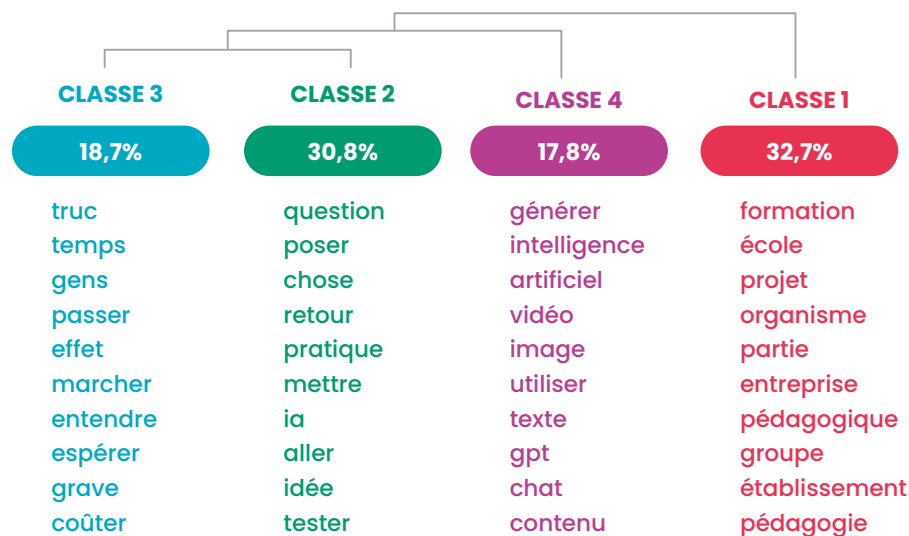 CLASSE 3
18,7%
truc
temps
gens
passer
effet
marcher
entendre
espérer
grave
coûter
CLASSE 2
30,8%
question
poser
chose
retour
pratique
mettre
ia
aller
idée
tester
CLASSE 4
17,8%
générer
intelligence
artificiel
vidéo
image
utiliser
texte
gpt
chat
contenu
CLASSE 1
32,7%
formation
école
projet
organisme
partie
entreprise
pédagogique
groupe
établissement
pédagogie